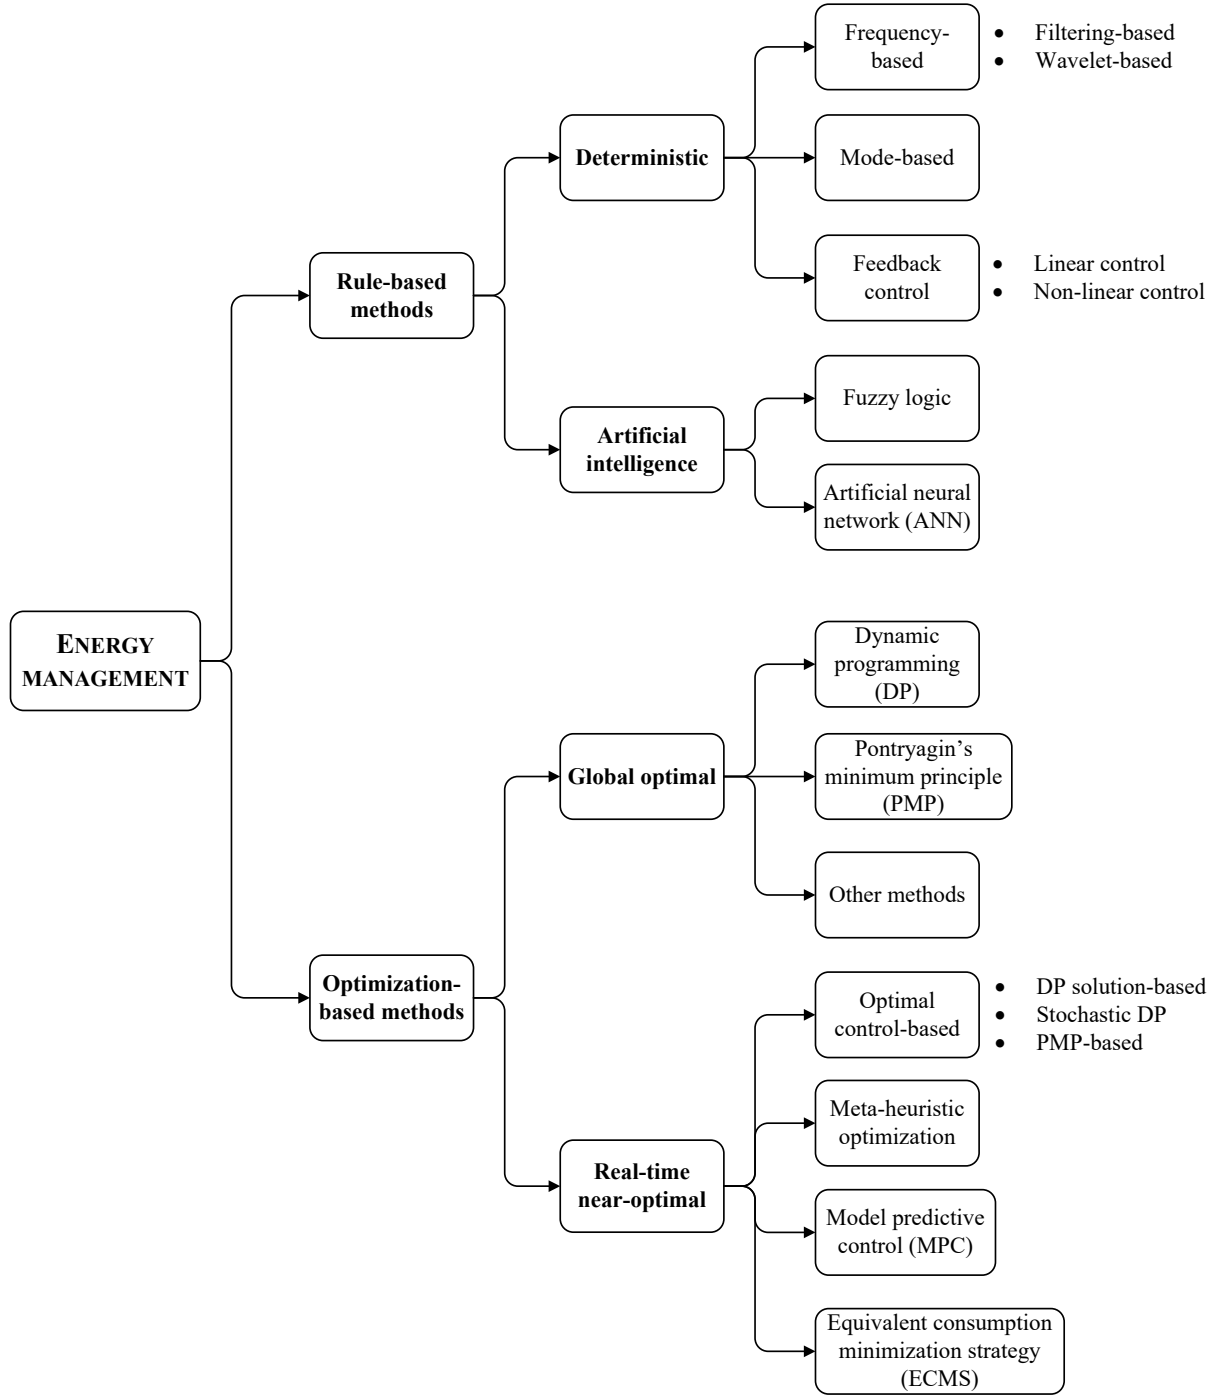 Frequency-
based
• Filtering-based
• Wavelet-based
Deterministic
Mode-based
Feedback
control
• Linear control
• Non-linear control
Rule-based
methods
Fuzzy logic
Artificial
intelligence
Artificial neural
network (ANN)
ENERGY
MANAGEMENT
Dynamic
programming
(DP)
Global optimal
Pontryagin’s
minimum principle
(PMP)
Other methods
Optimization-
based methods
Optimal
control-based
• DP solution-based
• Stochastic DP
• PMP-based
Meta-heuristic
optimization
Real-time
near-optimal
Model predictive
control (MPC)
Equivalent consumption
minimization strategy
(ECMS)